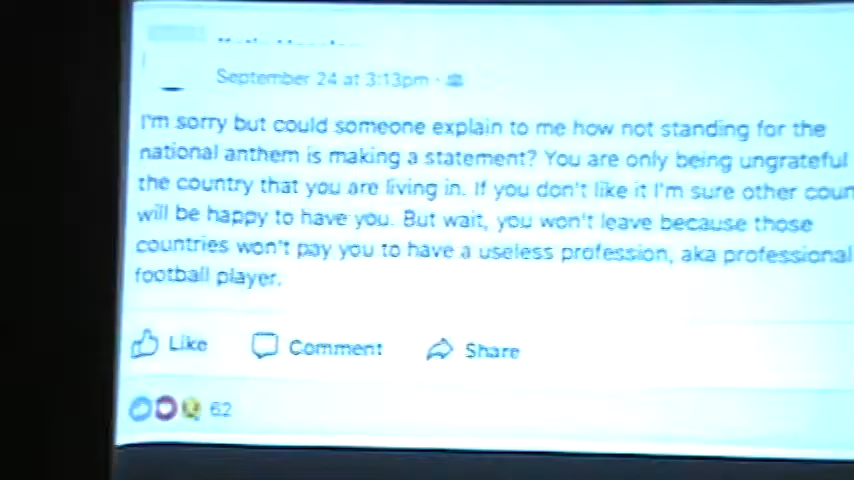 September 24 at 3:13pm ·
I'm sorry but could someone explain to me how not standing for the
national anthem is making a statement? You are only being ungrateful
the country that you are living in. If you don't like it I'm sure other coun
will be happy to have you. But wait, you won't leave because those
countries won't pay you to have a useless profession, aka professional
football player.
Like Comment Share
62